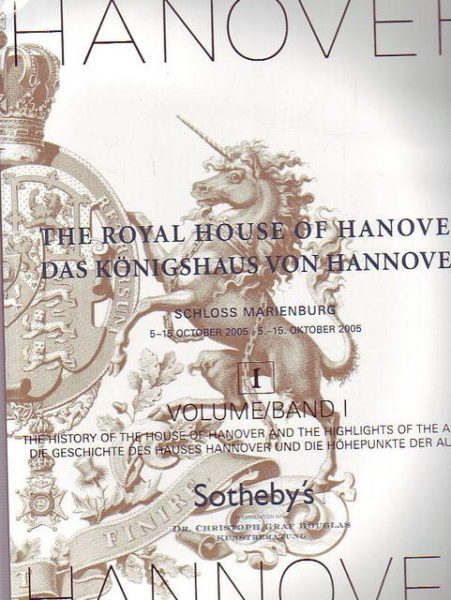 HANOVE
THE ROYAL HOUSE OF HANOVE
DAS KÖNIGSHAUS VON HANNOVE
SCHLOSS MARIENBURG
5–15 OCTOBER 2005 / 5.–15. OKTOBER 2005
I
VOLUME/BAND I
THE HISTORY OF THE HOUSE OF HANOVER AND THE HIGHLIGHTS OF THE A
DIE GESCHICHTE DES HAUSES HANNOVER UND DIE HÖHEPUNKTE DER AU
FINIRE
Sotheby's
DR. CHRISTOPH GRAF DOUGLAS
KUNSTBERATUNG
HANNOVE